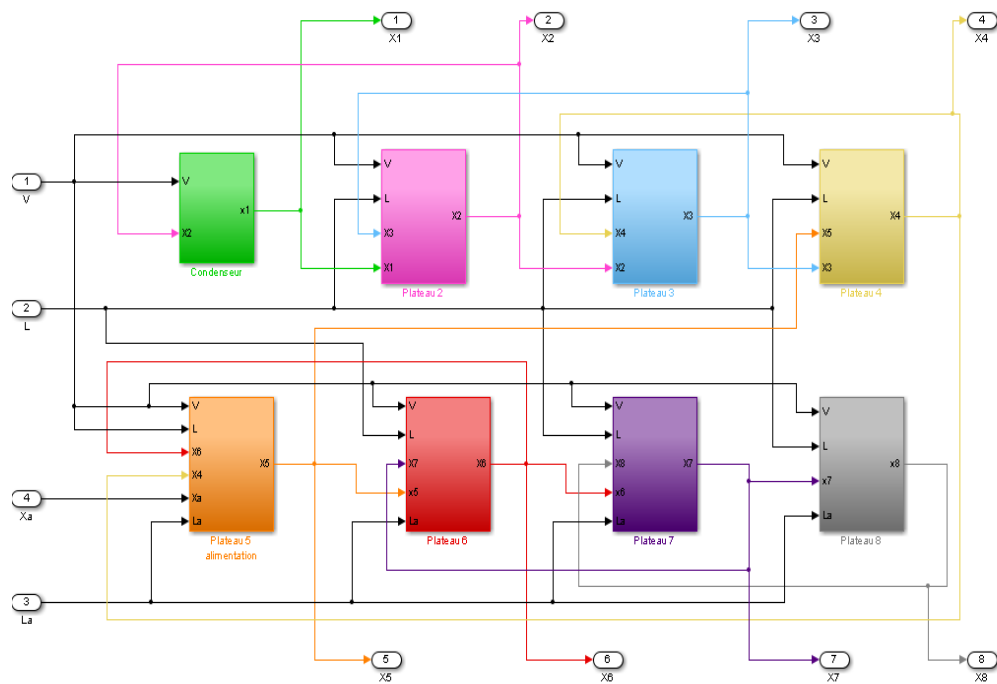 1
X1
2
X2
3
X3
4
X4
1
V
V
X2
x1
Condenseur
V
L
X3
X1
X2
Plateau 2
V
L
X4
X2
X3
Plateau 3
V
L
X5
X3
X4
Plateau 4
2
L
V
L
X6
X4
Xa
La
X5
Plateau 5
alimentation
V
L
X7
x5
La
X6
Plateau 6
V
L
X8
x6
La
X7
Plateau 7
V
L
x7
La
x8
Plateau 8
4
Xa
3
La
5
X5
6
X6
7
X7
8
X8